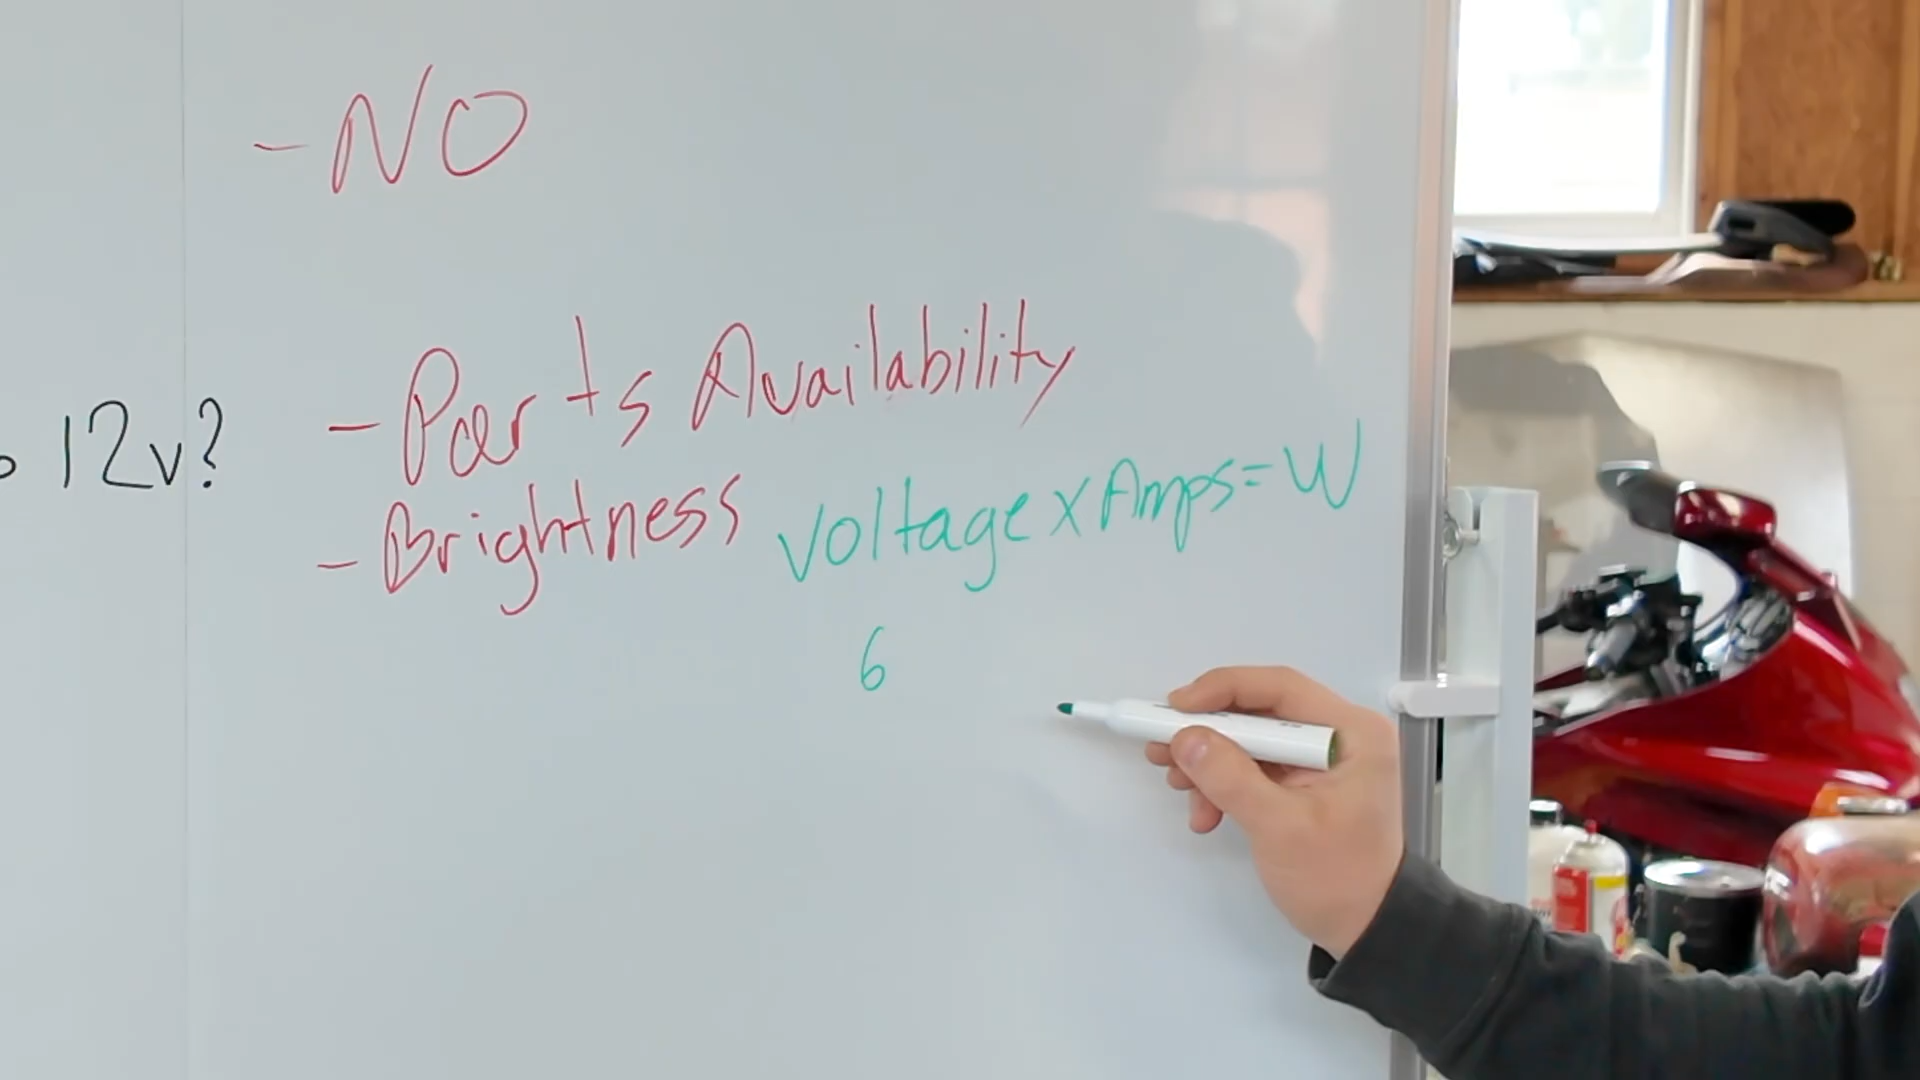 - NO
- Parts Availability
o 12v?
- Brightness voltage x Amps = W
6